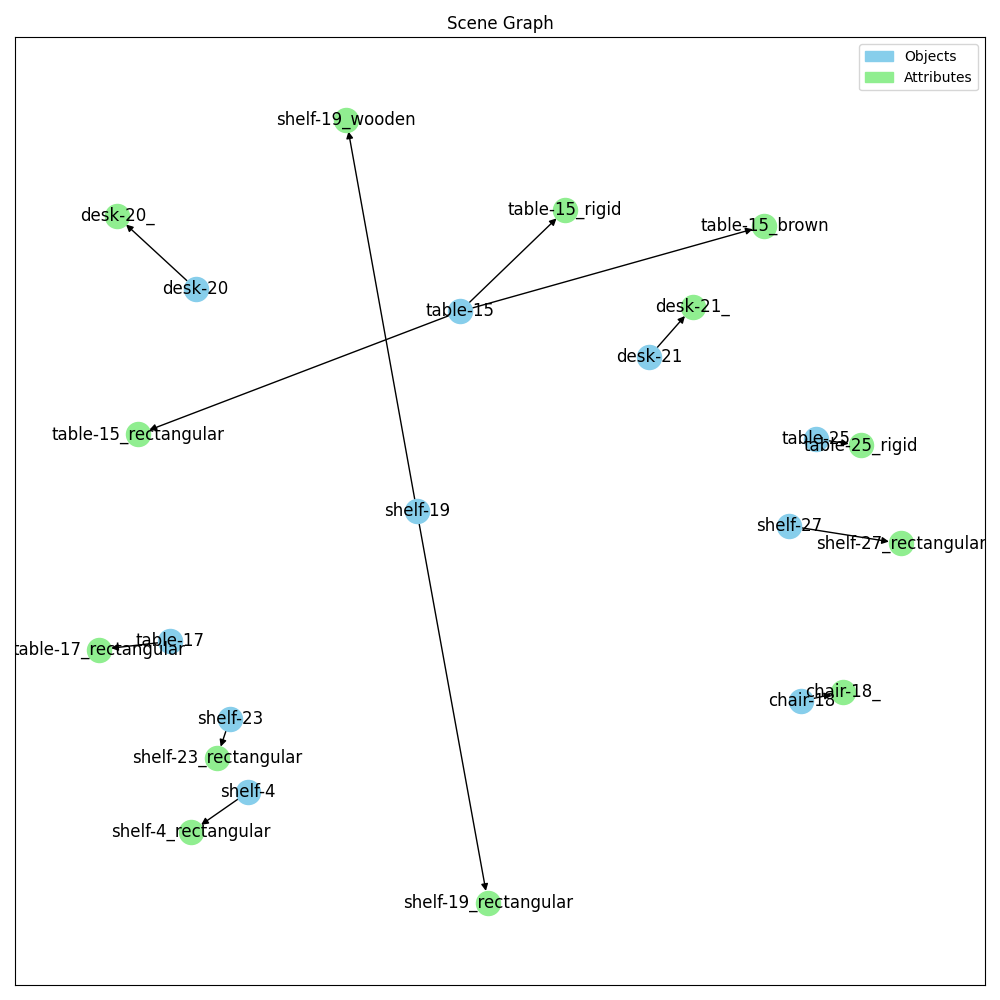 Scene Graph
Objects
Attributes
shelf-19_wooden
table-15_rigid
desk-20_
table-15_brown
desk-20
desk-21_
table-15
desk-21
table-15_rectangular
table-25
table-25_rigid
shelf-19
shelf-27
shelf-27_rectangular
table-17
table-17_rectangular
chair-18_
chair-18
shelf-23
shelf-23_rectangular
shelf-4
shelf-4_rectangular
shelf-19_rectangular